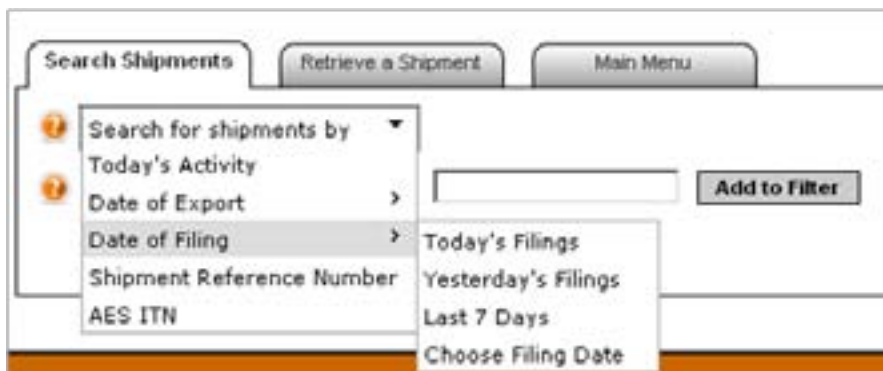 Search Shipments
Retrieve a Shipment
Main Menu
Search for shipments by
Today's Activity
Date of Export
Add to Filter
Date of Filing
Today's Filings
Shipment Reference Number
Yesterday's Filings
AES ITN
Last 7 Days
Choose Filing Date